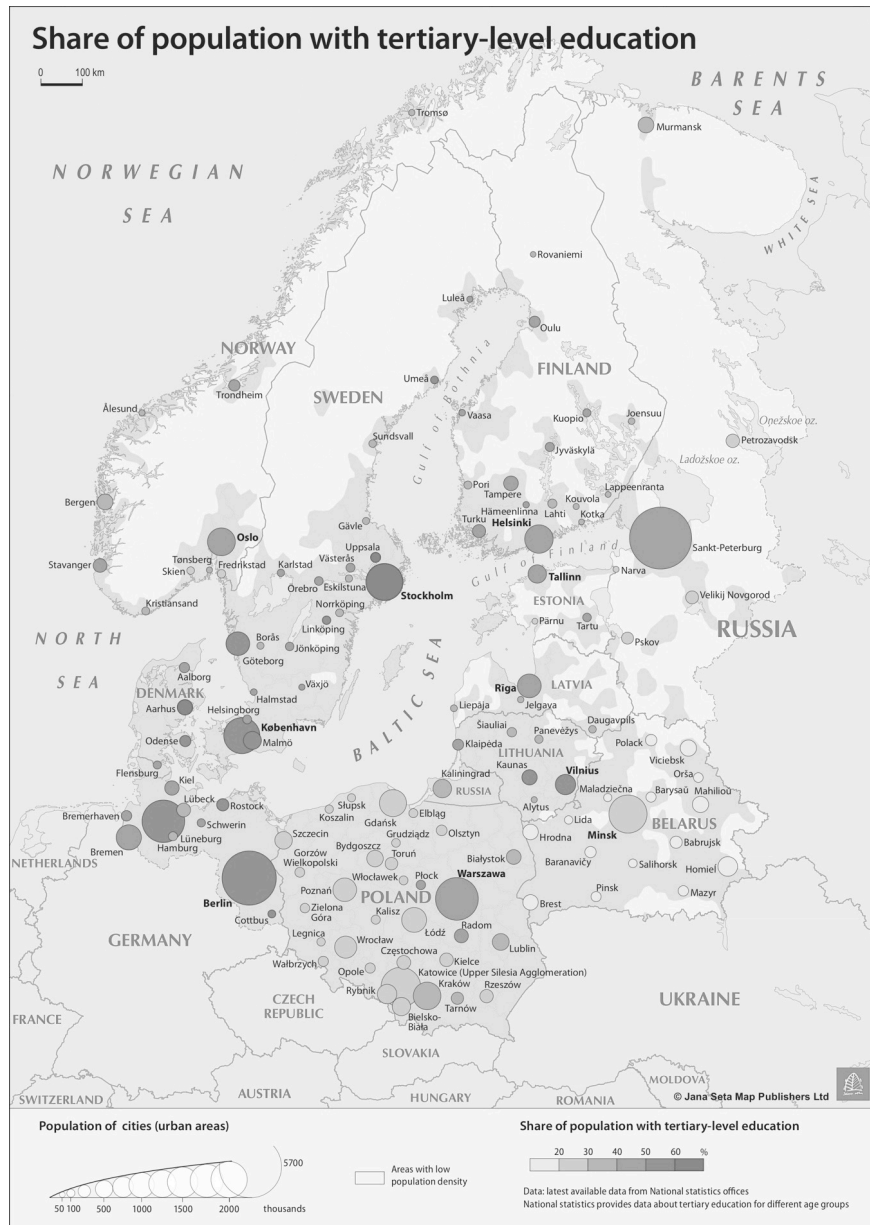 Share of population with tertiary-level education
0 100 km
BARENTS
SEA
Tromsø
Murmansk
NORWEGIAN
SEA
WHITE SEA
Rovaniemi
Luleå
Oulu
NORWAY
FINLAND
Gulf of Bothnia
Umeå
SWEDEN
Trondheim
Ålesund
Vaasa
Kuopio
Joensuu
Onežskoe oz.
Petrozavodsk
Sundsvall
Jyväskylä
Ladožskoe oz.
Pori
Tampere
Lappeenranta
Bergen
Hämeenlinna
Kouvola
Lahti
Kotka
Turku
Helsinki
Gävle
Oslo
Uppsala
Sankt-Peterburg
Gulf of Finland
Stavanger
Tønsberg
Skien
Fredrikstad
Karlstad
Västerås
Örebro
Eskilstuna
Stockholm
Tallinn
Narva
Kristiansand
Norrköping
Linköping
ESTONIA
Velikij Novgorod
Pärnu
Tartu
RUSSIA
NORTH
SEA
Borås
Göteborg
Jönköping
Pskov
BALTIC SEA
Aalborg
DENMARK
Växjö
Halmstad
Rīga
LATVIA
Jelgava
Liepāja
Aarhus
Helsingborg
København
Malmö
Odense
Daugavpils
Šiauliai
Panevėžys
LITHUANIA
Klaipėda
Polack
Viciebsk
Flensburg
Kiel
Kaunas
Vilnius
Orša
Kaliningrad
RUSSIA
Maladziečna
Barysaŭ
Mahilioŭ
Alytus
Lübeck
Rostock
Słupsk
Koszalin
Gdańsk
Elbląg
Lida
Minsk
BELARUS
Bremerhaven
Schwerin
Hamburg
Lüneburg
Bremen
Szczecin
Grudziądz
Olsztyn
Hrodna
Babrujsk
NETHERLANDS
Bydgoszcz
Toruń
Gorzów
Wielkopolski
Białystok
Baranavičy
Salihorsk
Homiel
Włocławek
Płock
Warszawa
Poznań
POLAND
Pinsk
Mazyr
Berlin
Brest
Cottbus
Zielona
Góra
Kalisz
Łódź
Radom
GERMANY
Legnica
Wrocław
Częstochowa
Lublin
Wałbrzych
Opole
Kielce
Katowice (Upper Silesia Agglomeration)
Rybnik
Kraków
Rzeszów
Tarnów
Bielsko-
Biała
CZECH
REPUBLIC
UKRAINE
FRANCE
SLOVAKIA
SWITZERLAND
AUSTRIA
HUNGARY
ROMANIA
MOLDOVA
© Jana Seta Map Publishers Ltd
Population of cities (urban areas)
5700
50 100 500 1000 1500 2000 thousands
Areas with low
population density
Share of population with tertiary-level education
20 30 40 50 60 %
Data: latest available data from National statistics offices
National statistics provides data about tertiary education for different age groups